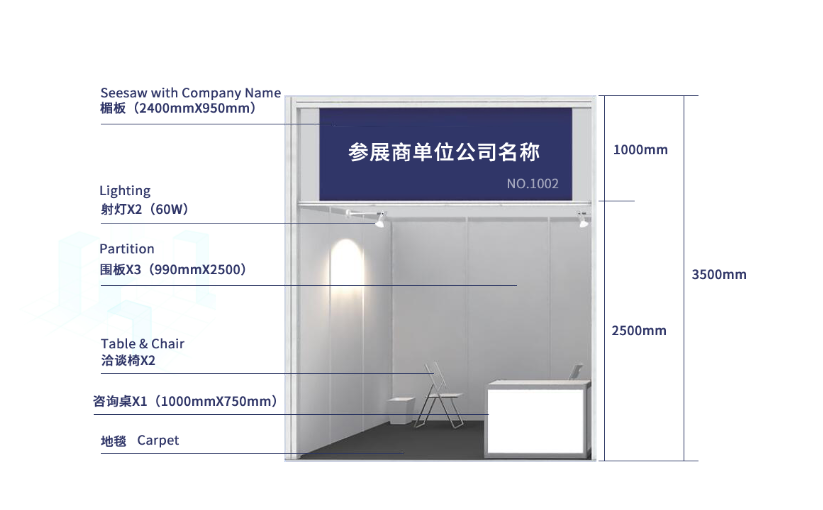 Seesaw with Company Name
楣板（2400mmX950mm）
参展商单位公司名称
NO.1002
1000mm
Lighting
射灯X2（60W）
Partition
围板X3（990mmX2500）
3500mm
2500mm
Table & Chair
洽谈椅X2
咨询桌X1（1000mmX750mm）
地毯 Carpet